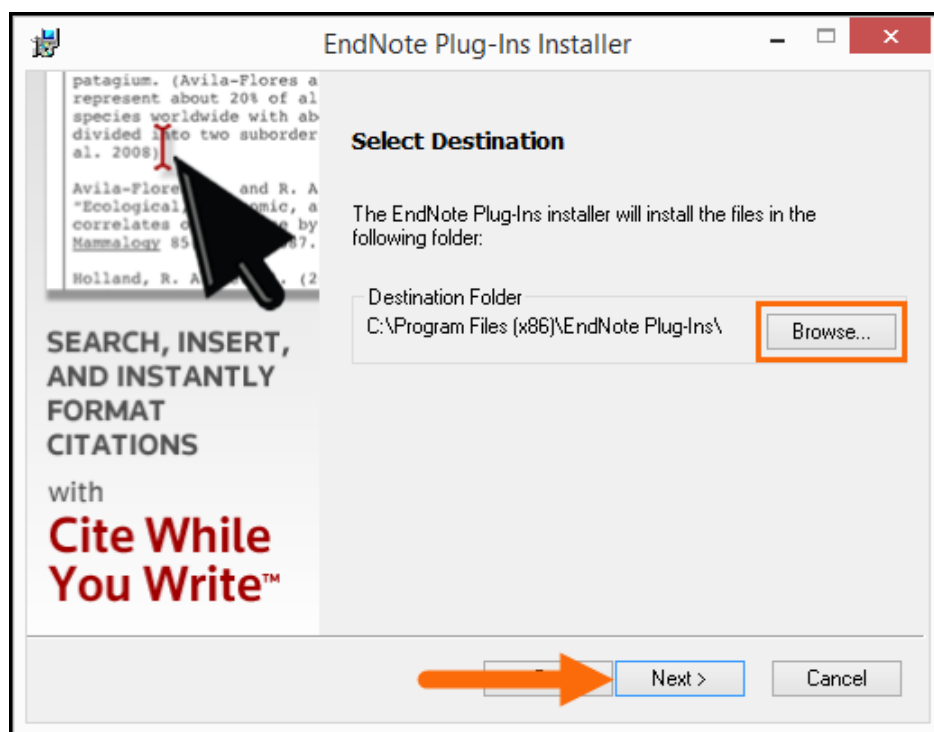 EndNote Plug-Ins Installer
patagium. (Avila-Flores a
represent about 20% of al
species worldwide with ab
divided into two suborder
al. 2008)
Avila-Flore and R. A
"Ecological, omic, a
correlates o e by
Mammalogy 85 87.
Holland, R. A (2
SEARCH, INSERT,
AND INSTANTLY
FORMAT
CITATIONS
with
Cite While
You Write™
Select Destination
The EndNote Plug-Ins installer will install the files in the
following folder:
Destination Folder
C:\Program Files (x86)\EndNote Plug-Ins\
Browse...
Next >
Cancel